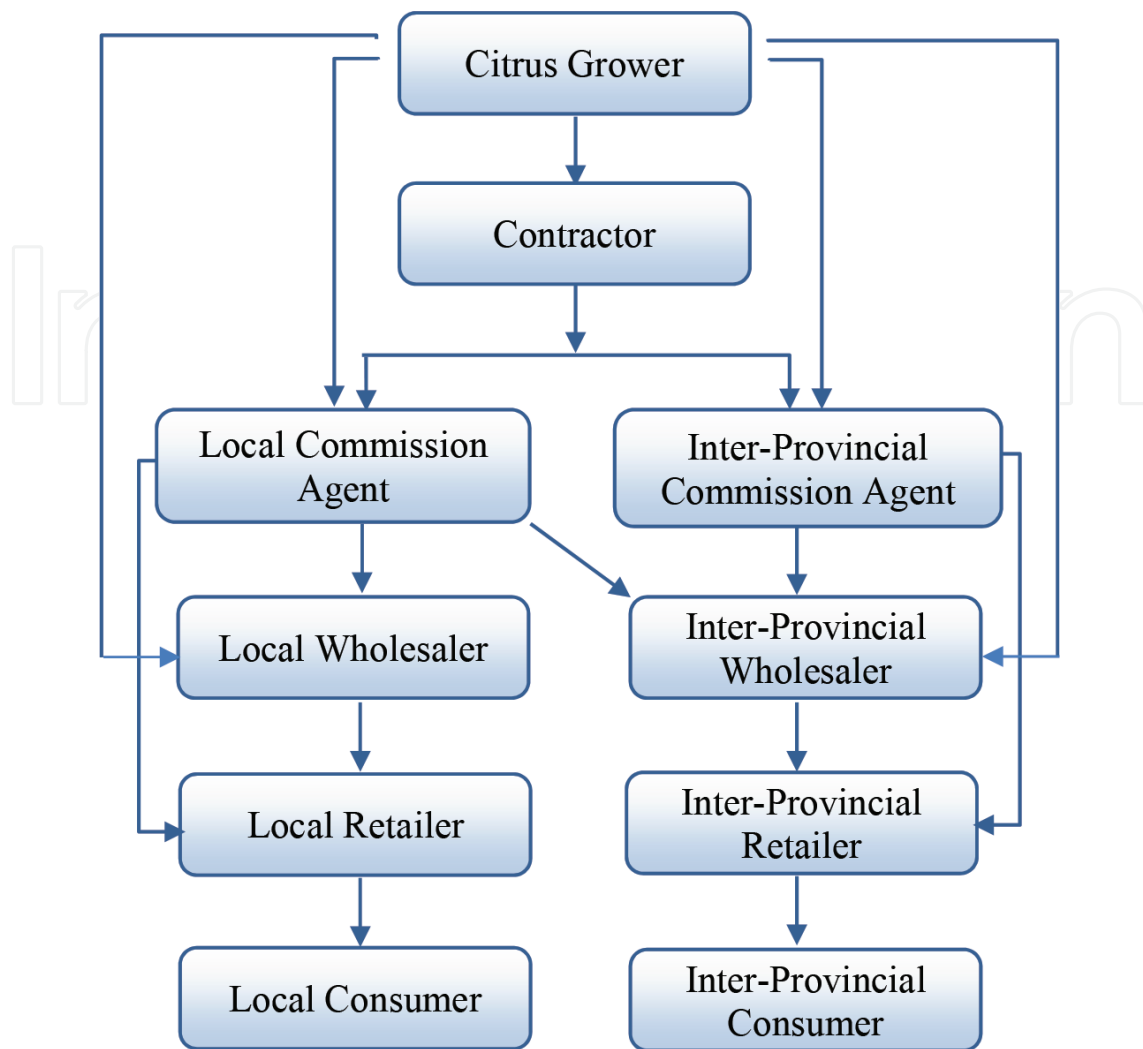 Citrus Grower
Contractor
Local Commission
Agent
Inter-Provincial
Commission Agent
Local Wholesaler
Inter-Provincial
Wholesaler
Local Retailer
Inter-Provincial
Retailer
Local Consumer
Inter-Provincial
Consumer